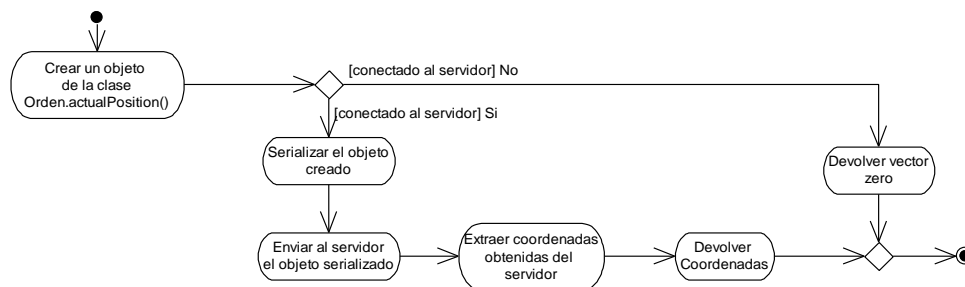 Crear un objeto
de la clase
Orden.actualPosition()
[conectado al servidor] No
[conectado al servidor] Si
Serializar el objeto
creado
Devolver vector
zero
Enviar al servidor
el objeto serializado
Extraer coordenadas
obtenidas del
servidor
Devolver
Coordenadas